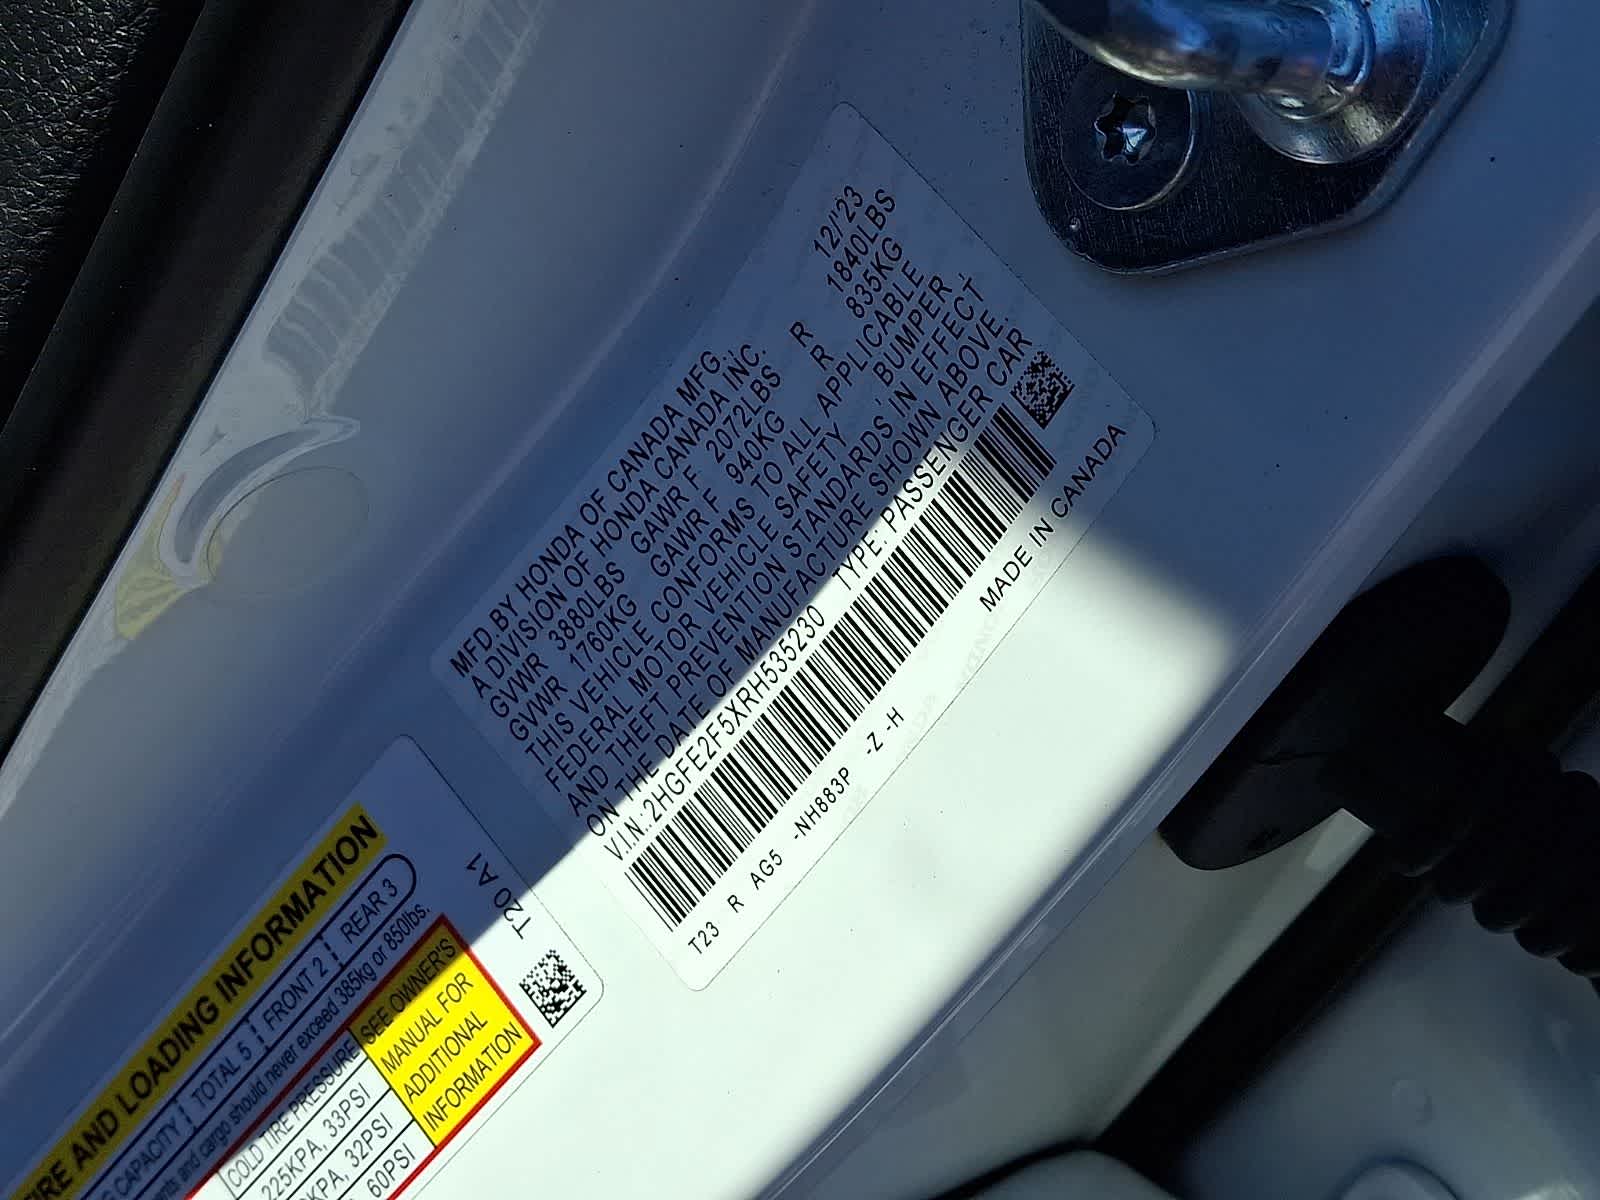 MFD.BY HONDA OF CANADA MFG., 12/'23
A DIVISION OF HONDA CANADA INC.
GVWR 3880LBS GAWR F 2072LBS R 1840LBS
GVWR 1760KG GAWR F 940KG R 835KG
THIS VEHICLE CONFORMS TO ALL APPLICABLE
FEDERAL MOTOR VEHICLE SAFETY, BUMPER,
AND THEFT PREVENTION STANDARDS IN EFFECT
ON THE DATE OF MANUFACTURE SHOWN ABOVE.
V.I.N.: 2HGFE2F5XRH535230 TYPE: PASSENGER CAR
MADE IN CANADA
T23 R AG5 -NH883P -Z -H
T20 A1
AND LOADING INFORMATION
CAPACITY TOTAL 5 FRONT 2 REAR 3
and cargo should never exceed 385kg or 850lbs.
COLD TIRE PRESSURE
225KPA, 33PSI
32PSI
60PSI
SEE OWNER'S
MANUAL FOR
ADDITIONAL
INFORMATION